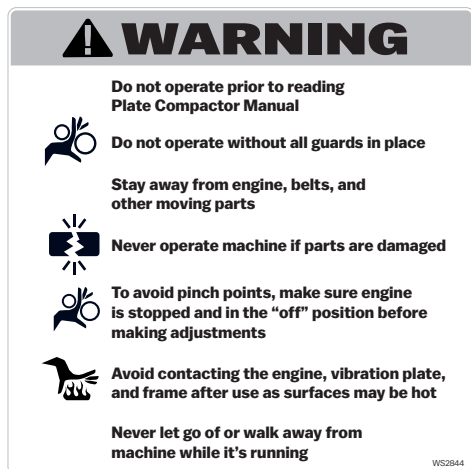 WARNING
Do not operate prior to reading
Plate Compactor Manual
Do not operate without all guards in place
Stay away from engine, belts, and
other moving parts
Never operate machine if parts are damaged
To avoid pinch points, make sure engine
is stopped and in the “off” position before
making adjustments
Avoid contacting the engine, vibration plate,
and frame after use as surfaces may be hot
Never let go of or walk away from
machine while it’s running
WS2844